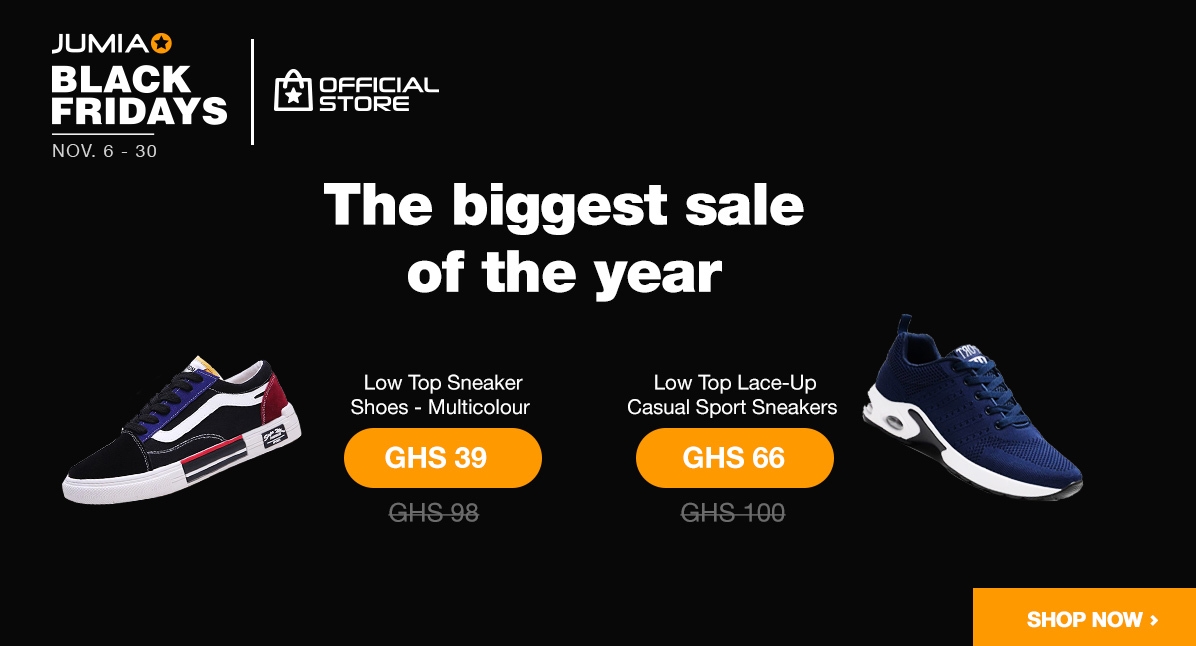 JUMIA
BLACK
FRIDAYS
NOV. 6 - 30
OFFICIAL
STORE
The biggest sale
of the year
Low Top Sneaker
Shoes - Multicolour
GHS 39
GHS 98
Low Top Lace-Up
Casual Sport Sneakers
GHS 66
GHS 100
SHOP NOW ›